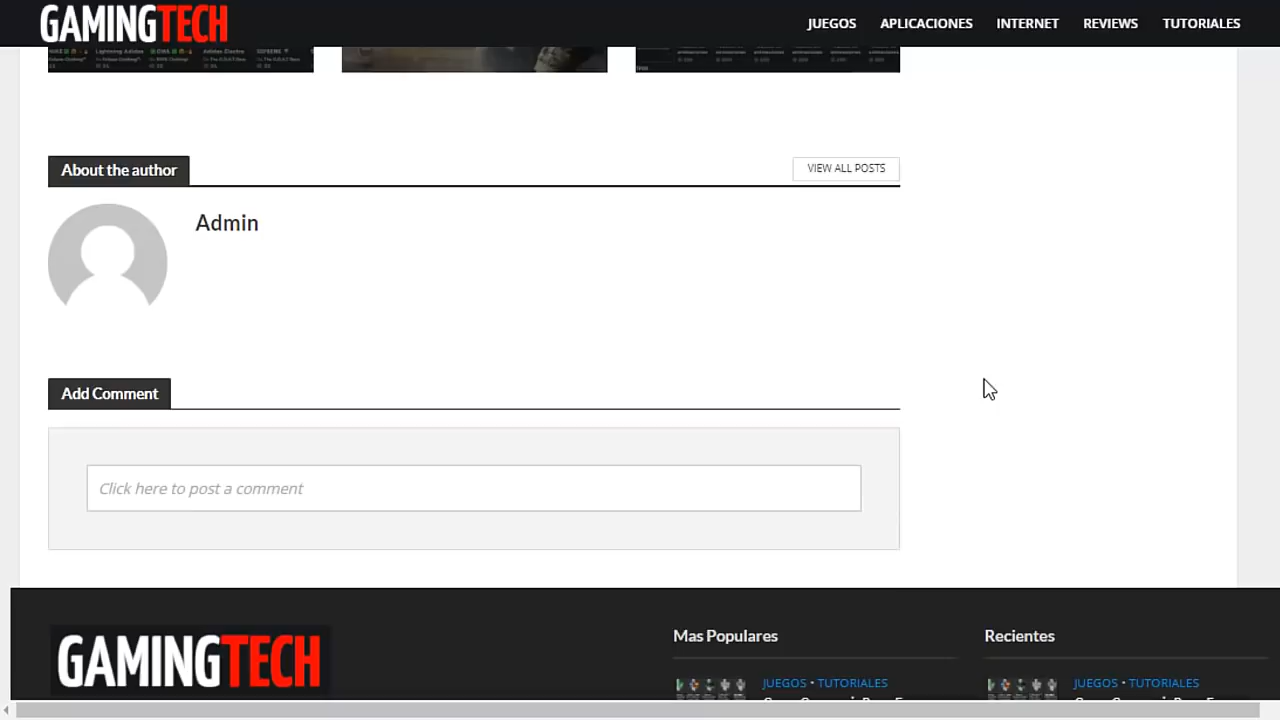 GAMINGTECH
JUEGOS APLICACIONES INTERNET REVIEWS TUTORIALES
About the author
VIEW ALL POSTS
Admin
Add Comment
Click here to post a comment
GAMINGTECH
Mas Populares
Recientes
JUEGOS • TUTORIALES
JUEGOS • TUTORIALES